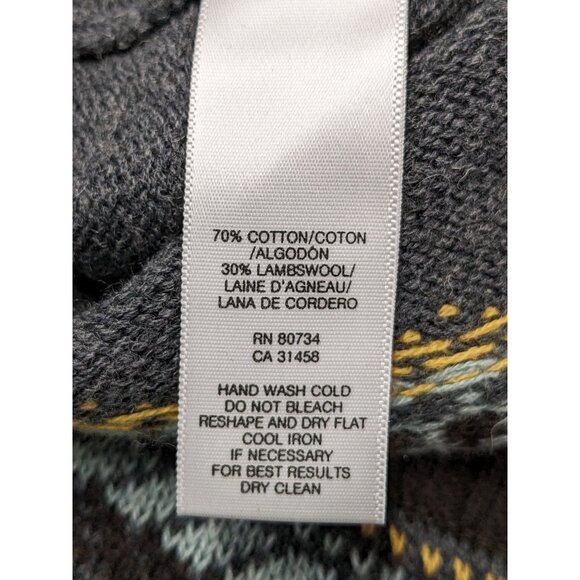 70% COTTON/COTON
/ALGODÓN
30% LAMBSWOOL/
LAINE D'AGNEAU/
LANA DE CORDERO
RN 80734
CA 31458
HAND WASH COLD
DO NOT BLEACH
RESHAPE AND DRY FLAT
COOL IRON
IF NECESSARY
FOR BEST RESULTS
DRY CLEAN